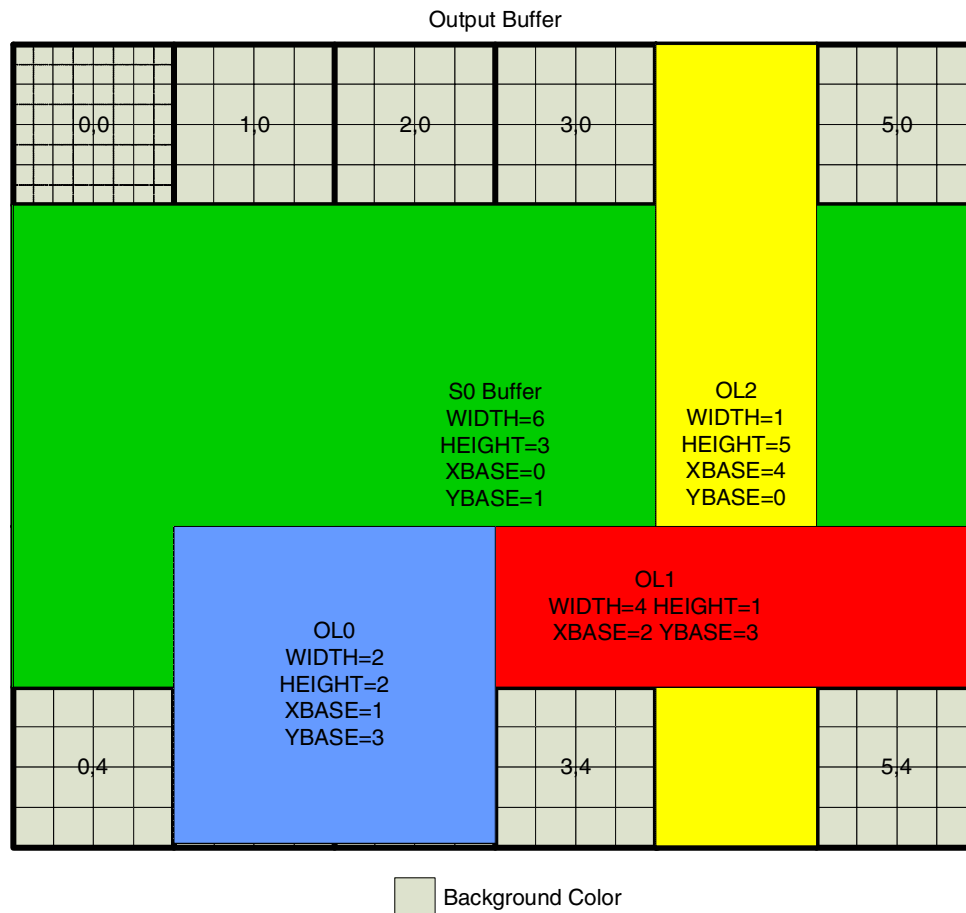 Output Buffer
0,0
1,0
2,0
3,0
5,0
S0 Buffer
WIDTH=6
HEIGHT=3
XBASE=0
YBASE=1
OL2
WIDTH=1
HEIGHT=5
XBASE=4
YBASE=0
OL1
WIDTH=4 HEIGHT=1
XBASE=2 YBASE=3
OL0
WIDTH=2
HEIGHT=2
XBASE=1
YBASE=3
0,4
3,4
5,4
Background Color